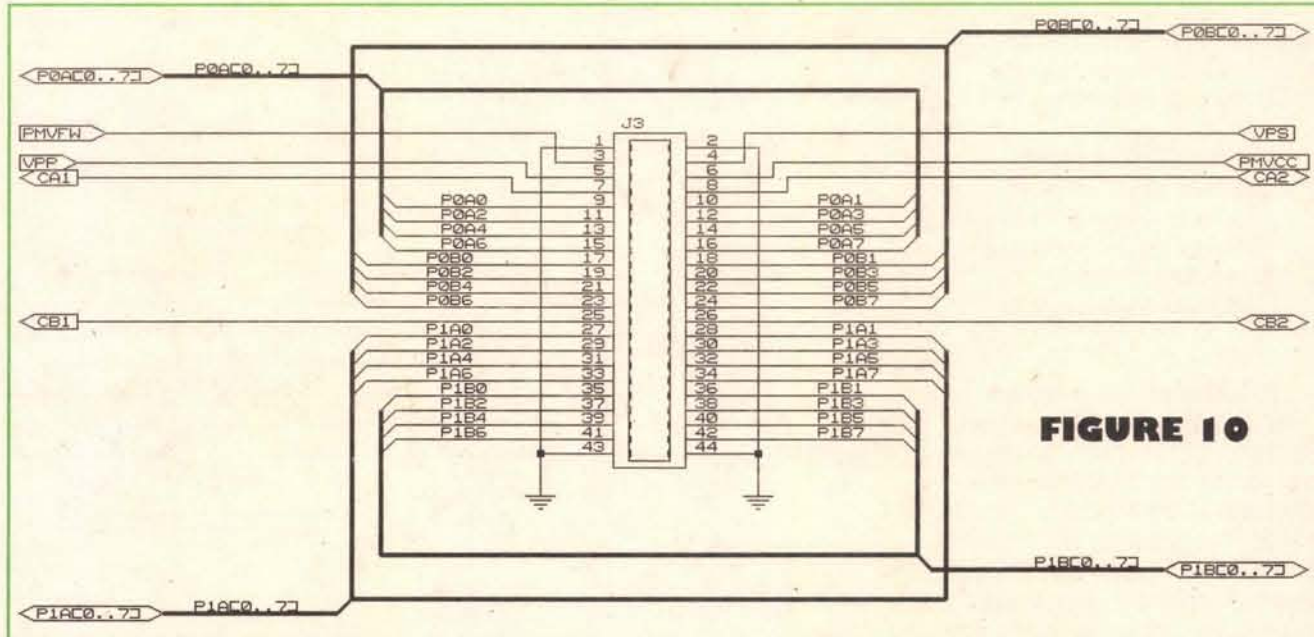 P0B[0..7] P0B[0..7]
P0A[0..7] P0A[0..7]
J3
PMVFW 1 2 VPS
3 4
VPP 5 6 PMVCC
CA1 7 8 CA2
P0A0 9 10 P0A1
P0A2 11 12 P0A3
P0A4 13 14 P0A5
P0A6 15 16 P0A7
P0B0 17 18 P0B1
P0B2 19 20 P0B3
P0B4 21 22 P0B5
P0B6 23 24 P0B7
CB1 25 26 CB2
P1A0 27 28 P1A1
P1A2 29 30 P1A3
P1A4 31 32 P1A5
P1A6 33 34 P1A7
P1B0 35 36 P1B1
P1B2 37 38 P1B3
P1B4 39 40 P1B5
P1B6 41 42 P1B7
43 44
FIGURE 10
P1B[0..7] P1B[0..7]
P1A[0..7] P1A[0..7]